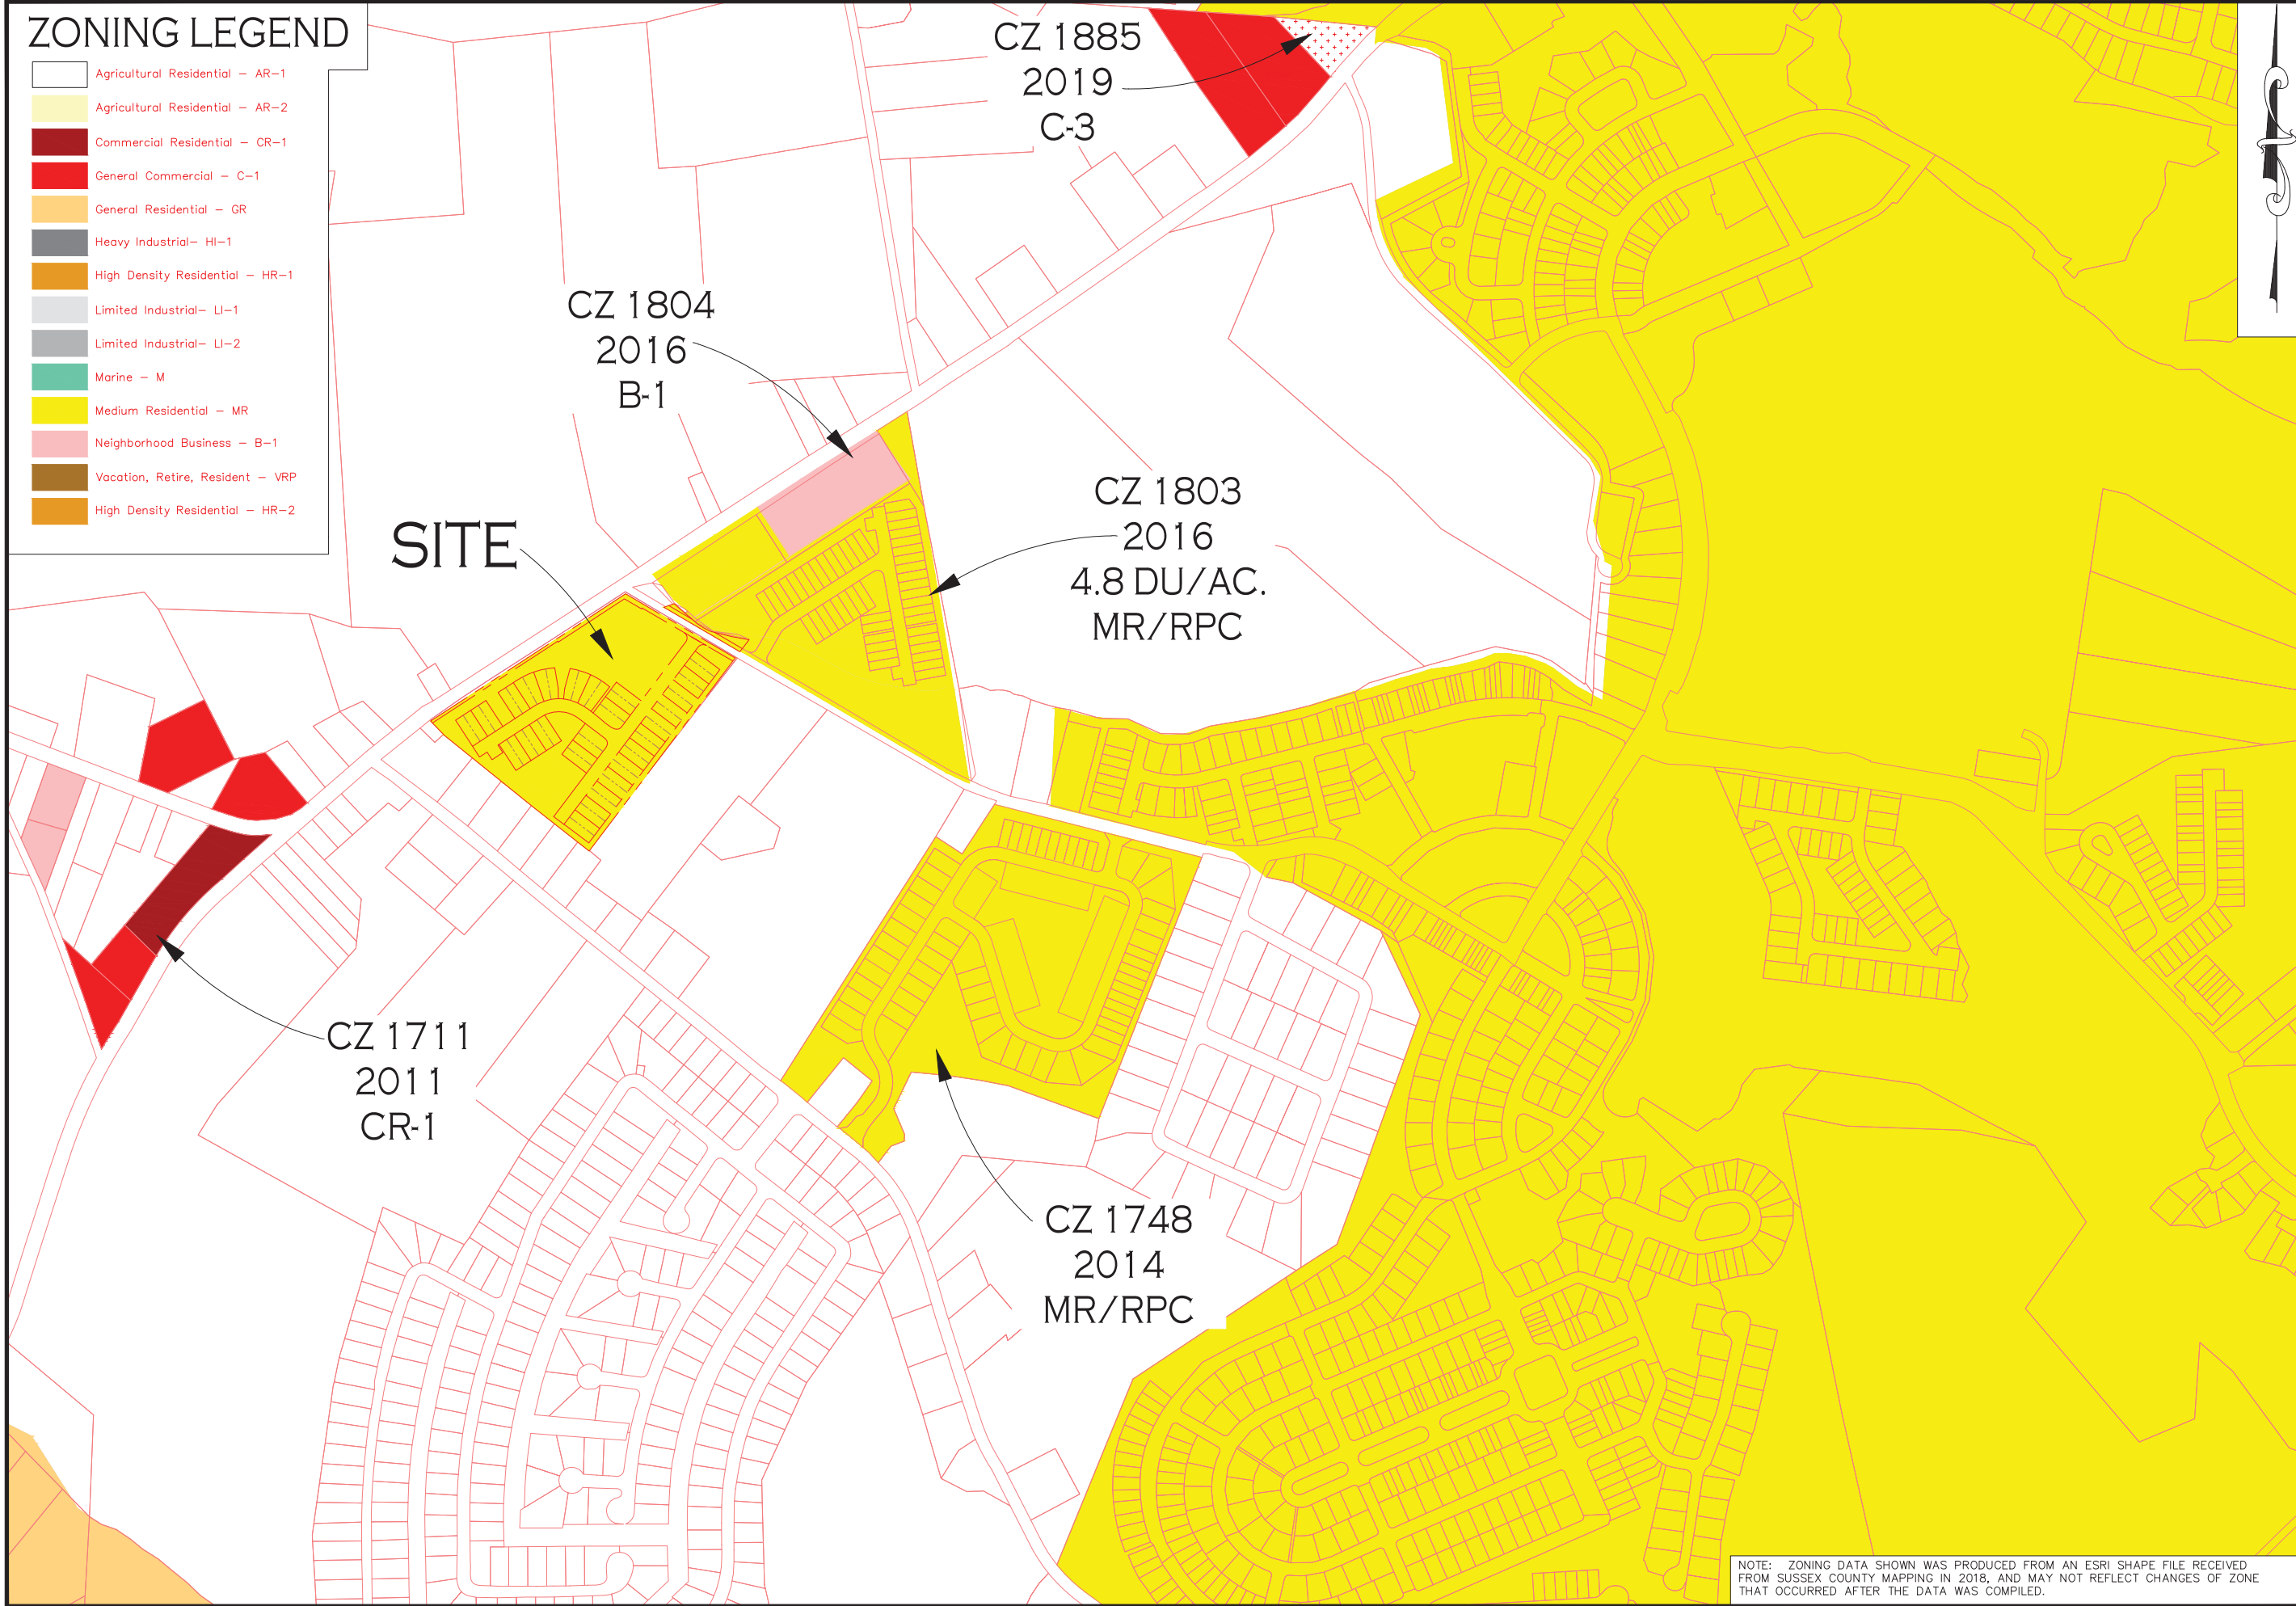 ZONING LEGEND
Agricultural Residential - AR-1
Agricultural Residential - AR-2
Commercial Residential - CR-1
General Commercial - C-1
General Residential - GR
Heavy Industrial- HI-1
High Density Residential - HR-1
Limited Industrial- LI-1
Limited Industrial- LI-2
Marine - M
Medium Residential - MR
Neighborhood Business - B-1
Vacation, Retire, Resident - VRP
High Density Residential - HR-2
CZ 1885
2019
C-3
CZ 1804
2016
B-1
CZ 1803
2016
4.8 DU/AC.
MR/RPC
SITE
CZ 1711
2011
CR-1
CZ 1748
2014
MR/RPC
NOTE: ZONING DATA SHOWN WAS PRODUCED FROM AN ESRI SHAPE FILE RECEIVED
FROM SUSSEX COUNTY MAPPING IN 2018, AND MAY NOT REFLECT CHANGES OF ZONE
THAT OCCURRED AFTER THE DATA WAS COMPILED.